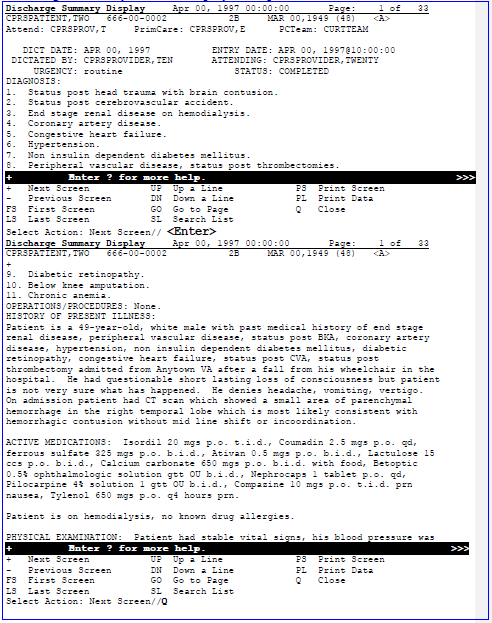 Discharge Summary Display Apr 00, 1997 00:00:00 Page: 1 of 33
CPRSPATIENT,TWO 666-00-0002 2B MAR 00,1949 (48) <A>
Attend: CPRSPROV,T PrimCare: CPRSPROV,E PCTeam: CURTTEAM
DICT DATE: APR 00, 1997 ENTRY DATE: APR 00, 1997@10:00:00
DICTATED BY: CPRSPROVIDER,TEN ATTENDING: CPRSPROVIDER,TWENTY
URGENCY: routine STATUS: COMPLETED
DIAGNOSIS:
1. Status post head trauma with brain contusion.
2. Status post cerebrovascular accident.
3. End stage renal disease on hemodialysis.
4. Coronary artery disease.
5. Congestive heart failure.
6. Hypertension.
7. Non insulin dependent diabetes mellitus.
8. Peripheral vascular disease, status post thrombectomies.
+ Enter ? for more help. >>>
+ Next Screen UP Up a Line PS Print Screen
- Previous Screen DN Down a Line PL Print Data
FS First Screen GO Go to Page Q Close
LS Last Screen SL Search List
Select Action: Next Screen// <Enter>
Discharge Summary Display Apr 00, 1997 00:00:00 Page: 1 of 33
CPRSPATIENT,TWO 666-00-0002 2B MAR 00,1949 (48) <A>
+
9. Diabetic retinopathy.
10. Below knee amputation.
11. Chronic anemia.
OPERATIONS/PROCEDURES: None.
HISTORY OF PRESENT ILLNESS:
Patient is a 49-year-old, white male with past medical history of end stage
renal disease, peripheral vascular disease, status post BKA, coronary artery
disease, hypertension, non insulin dependent diabetes mellitus, diabetic
retinopathy, congestive heart failure, status post CVA, status post
thrombectomy admitted from Anytown VA after a fall from his wheelchair in the
hospital. He had questionable short lasting loss of consciousness but patient
is not very sure what has happened. He denies headache, vomiting, vertigo.
On admission patient had CT scan which showed a small area of parenchymal
hemorrhage in the right temporal lobe which is most likely consistent with
hemorrhagic contusion without mid line shift or incoordination.
ACTIVE MEDICATIONS: Isordil 20 mgs p.o. t.i.d., Coumadin 2.5 mgs p.o. qd,
ferrous sulfate 325 mgs p.o. b.i.d., Ativan 0.5 mgs p.o. b.i.d., Lactulose 15
ccs p.o. b.i.d., Calcium carbonate 650 mgs p.o. b.i.d. with food, Betoptic
0.5% ophthalmologic solution gtt OU b.i.d., Nephrocaps 1 tablet p.o. qd,
Pilocarpine 4% solution 1 gtt OU b.i.d., Compazine 10 mgs p.o. t.i.d. prn
nausea, Tylenol 650 mgs p.o. q4 hours prn.
Patient is on hemodialysis, no known drug allergies.
PHYSICAL EXAMINATION: Patient had stable vital signs, his blood pressure was
+ Enter ? for more help. >>>
+ Next Screen UP Up a Line PS Print Screen
- Previous Screen DN Down a Line PL Print Data
FS First Screen GO Go to Page Q Close
LS Last Screen SL Search List
Select Action: Next Screen//Q